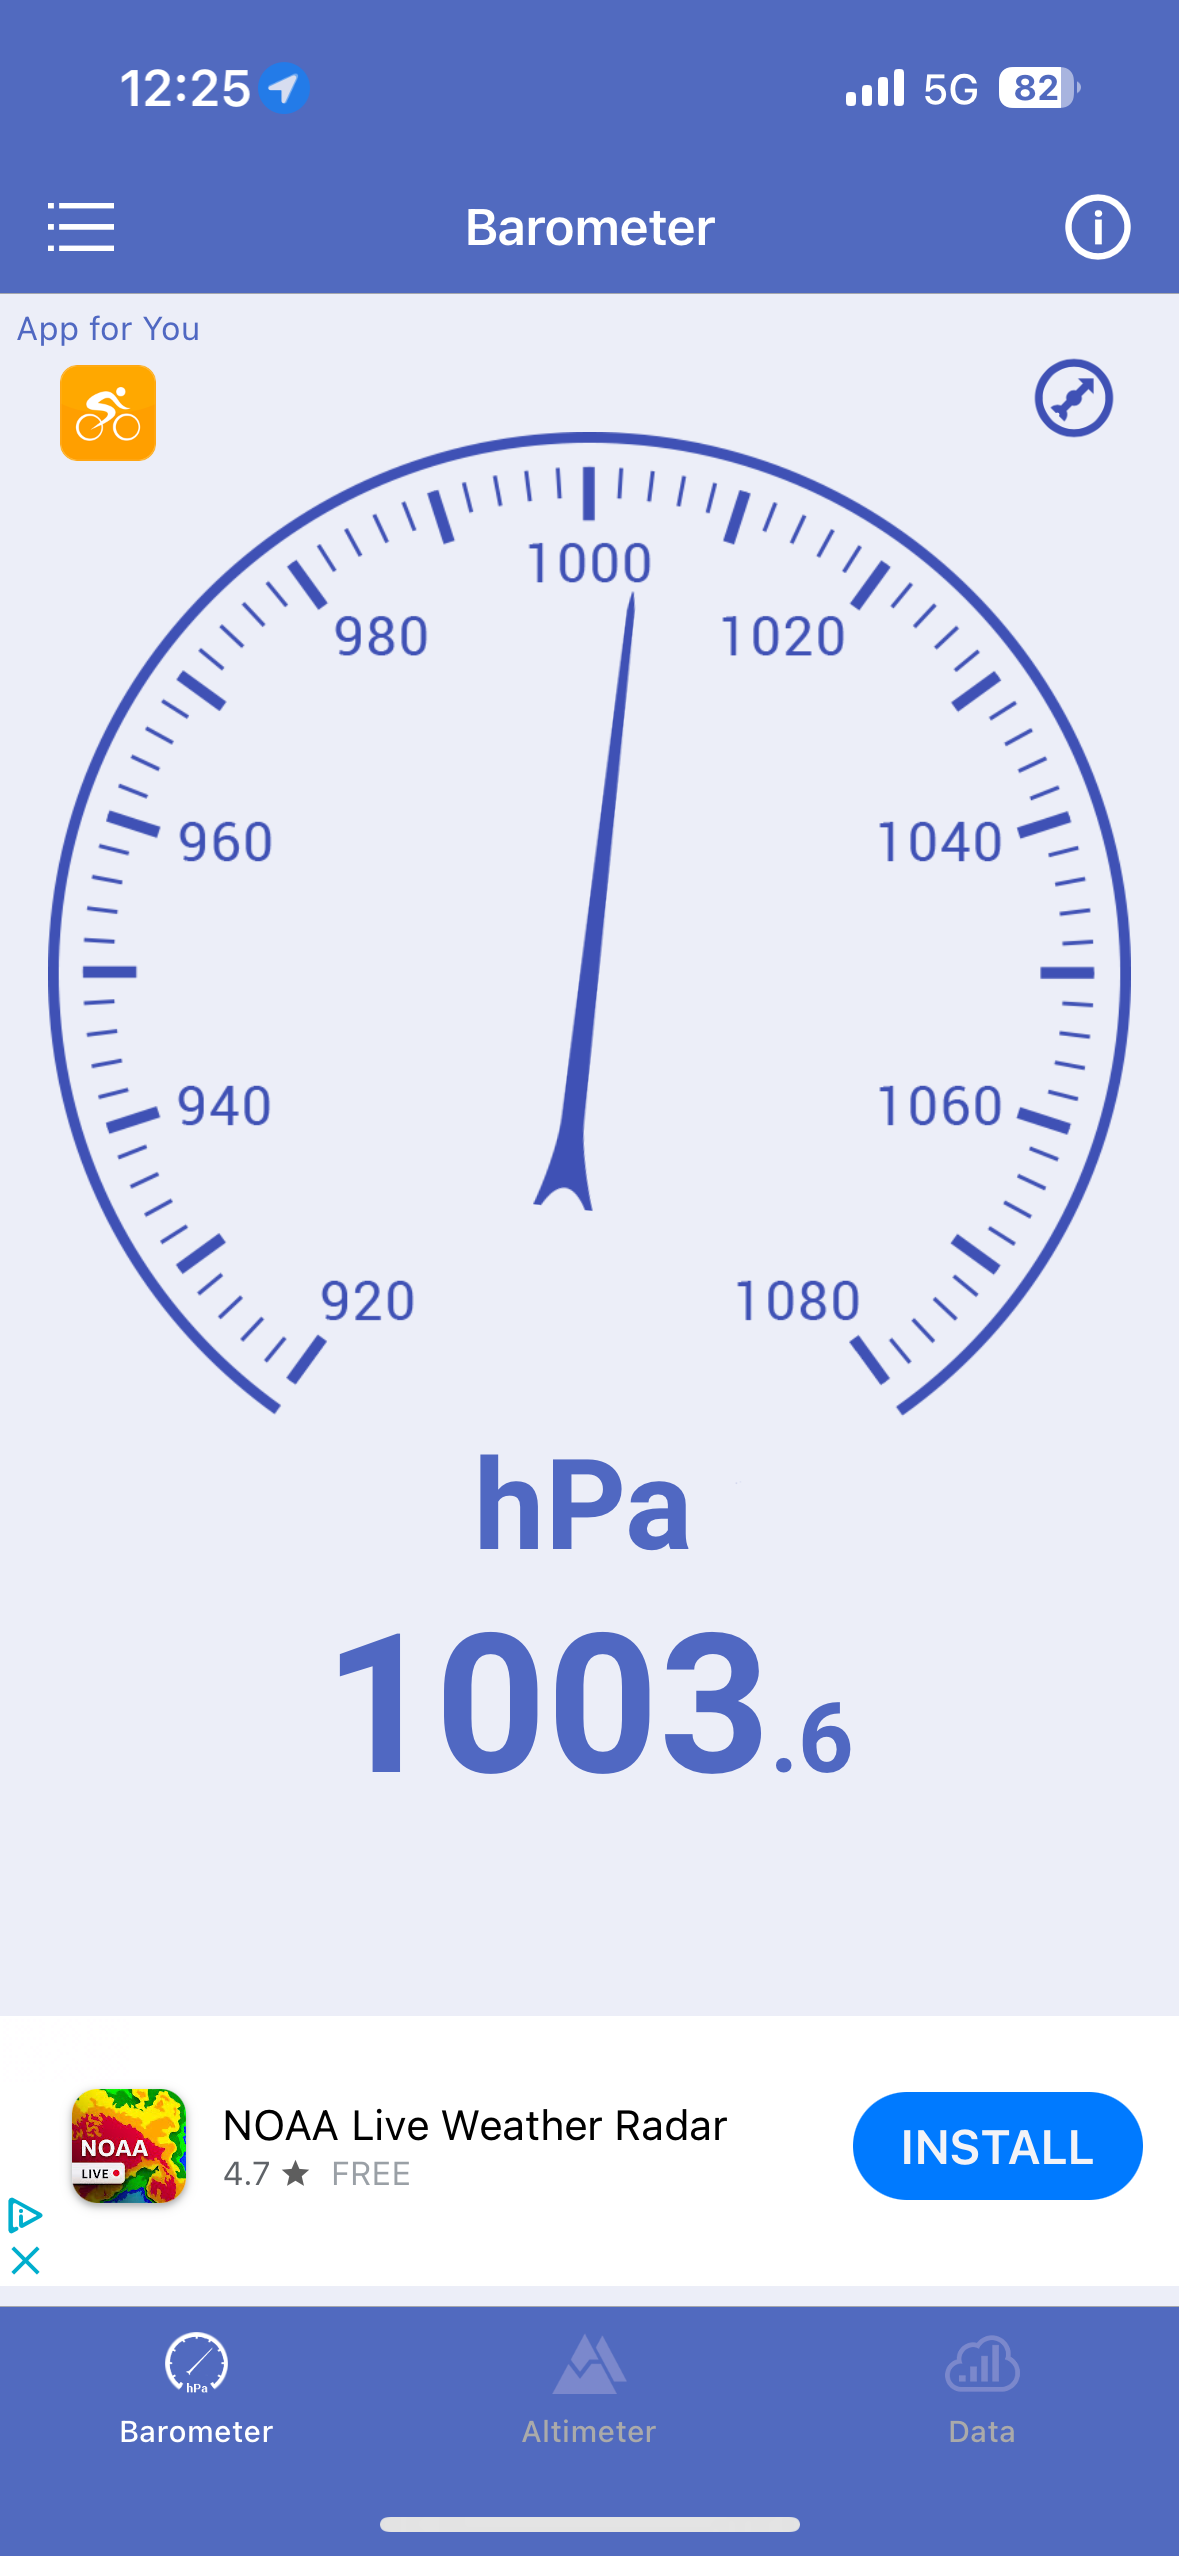 12:25
5G 82
Barometer
App for You
1000
980
1020
960
1040
940
1060
920
1080
hPa
1003.6
NOAA
LIVE
NOAA Live Weather Radar
4.7 ★ FREE
INSTALL
hPa
Barometer
Altimeter
Data